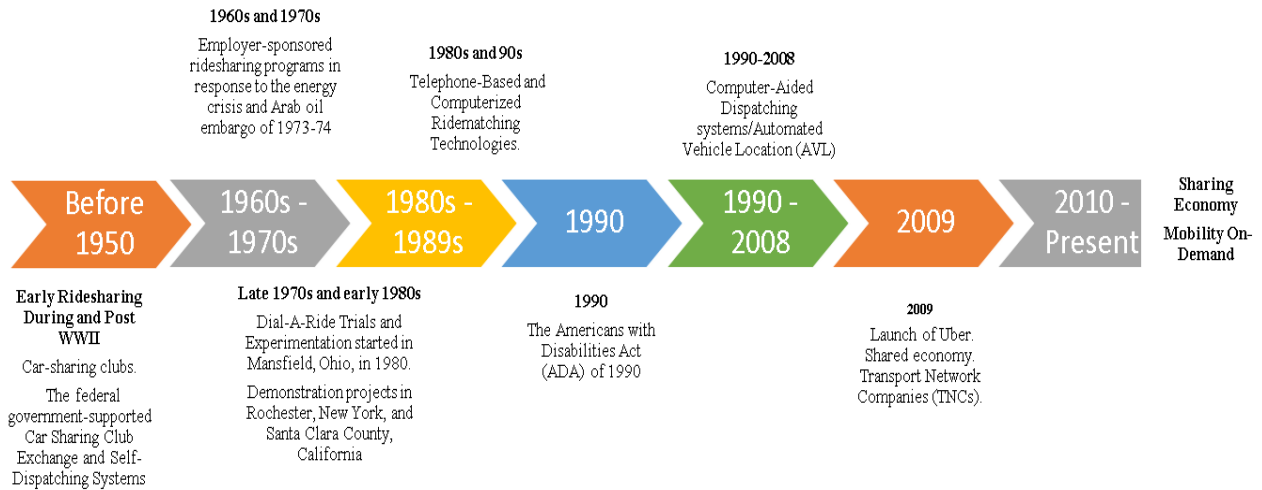 1960s and 1970s
Employer-sponsored
ridesharing programs in
response to the energy
crisis and Arab oil
embargo of 1973-74
1980s and 90s
Telephone-Based and
Computerized
Ridematching
Technologies.
1990-2008
Computer-Aided
Dispatching
systems/Automated
Vehicle Location (AVL)
Before
1950
1960s -
1970s
1980s -
1989s
1990
1990 -
2008
2009
2010 -
Present
Sharing
Economy
Mobility On-
Demand
Early Ridesharing
During and Post
WWII
Car-sharing clubs.
The federal
government-supported
Car Sharing Club
Exchange and Self-
Dispatching Systems
Late 1970s and early 1980s
Dial-A-Ride Trials and
Experimentation started in
Mansfield, Ohio, in 1980.
Demonstration projects in
Rochester, New York, and
Santa Clara County,
California
1990
The Americans with
Disabilities Act
(ADA) of 1990
2009
Launch of Uber.
Shared economy.
Transport Network
Companies (TNCs).